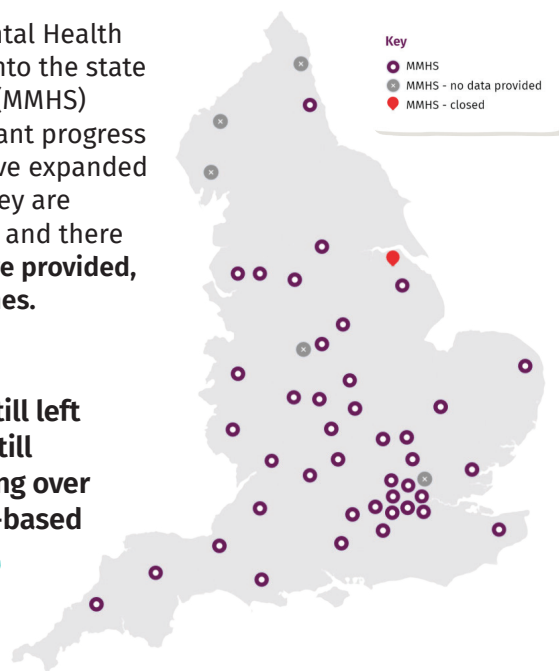 ntal Health
nto the state
(MMHS)
ant progress
ve expanded
ey are
and there
e provided,
nes.
till left
till
ng over
-based
Key
MMHS
MMHS - no data provided
MMHS - closed